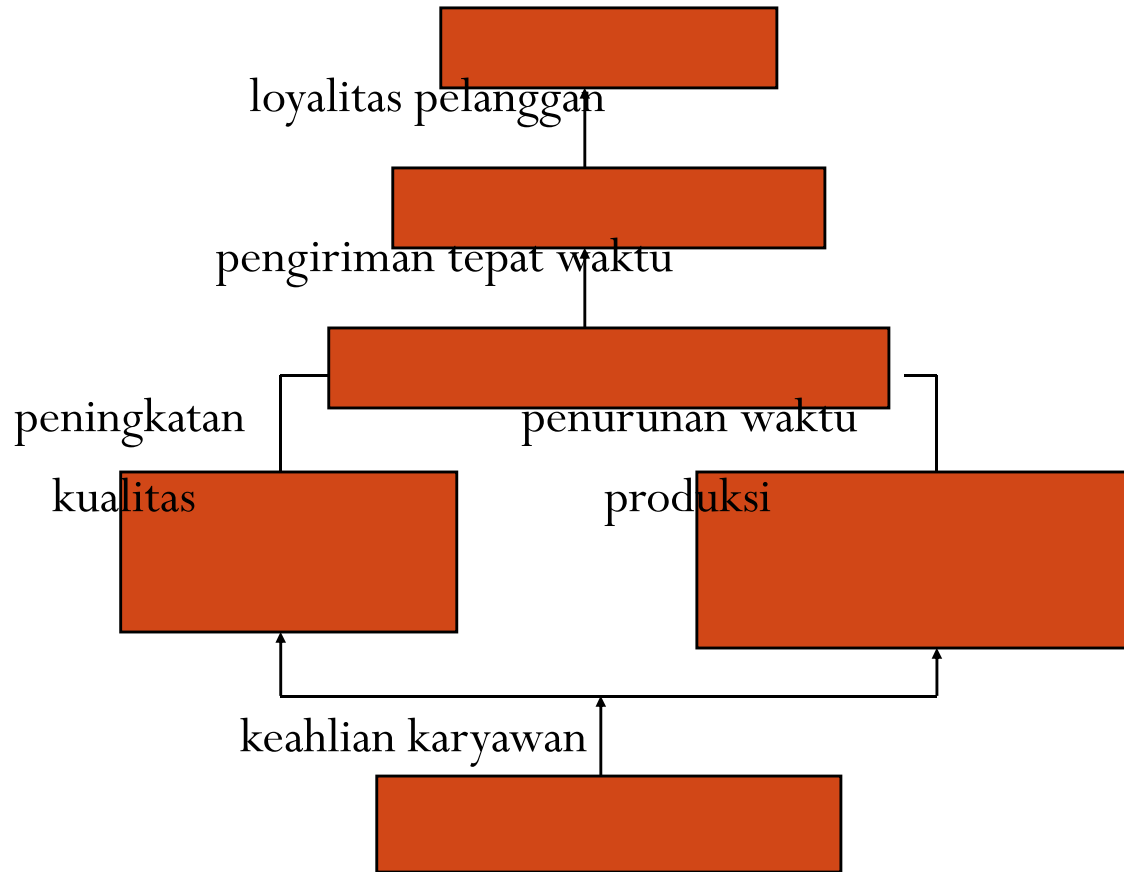 loyalitas pelanggan
pengiriman tepat waktu
peningkatan penurunan waktu
kualitas produksi
keahlian karyawan